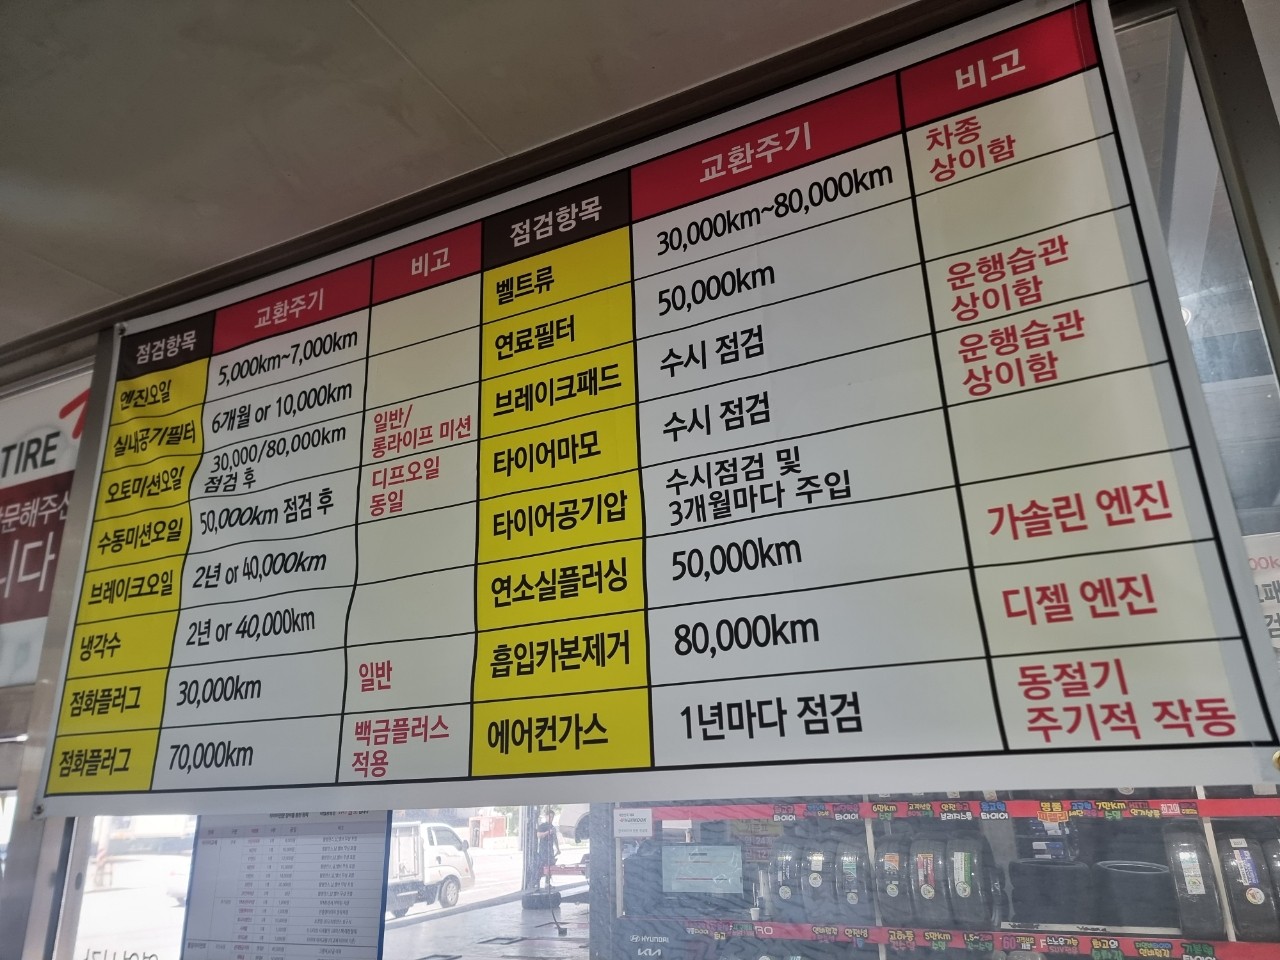 점검항목 교환주기 비고
엔진오일 5,000km~7,000km
실내공기/필터 6개월 or 10,000km
오토미션오일 30,000/80,000km 점검 후 일반/롱라이프 미션
수동미션오일 50,000km 점검 후 디프오일 동일
브레이크오일 2년 or 40,000km
냉각수 2년 or 40,000km
점화플러그 30,000km 일반
점화플러그 70,000km 백금플러스 적용
점검항목 교환주기 비고
벨트류 30,000km~80,000km 차종 상이함
연료필터 50,000km
브레이크패드 수시 점검 운행습관 상이함
타이어마모 수시 점검 운행습관 상이함
타이어공기압 수시점검 및 3개월마다 주입
연소실플러싱 50,000km 가솔린 엔진
흡입카본제거 80,000km 디젤 엔진
에어컨가스 1년마다 점검 동절기 주기적 작동
TIRE
니다
HYUNDAI